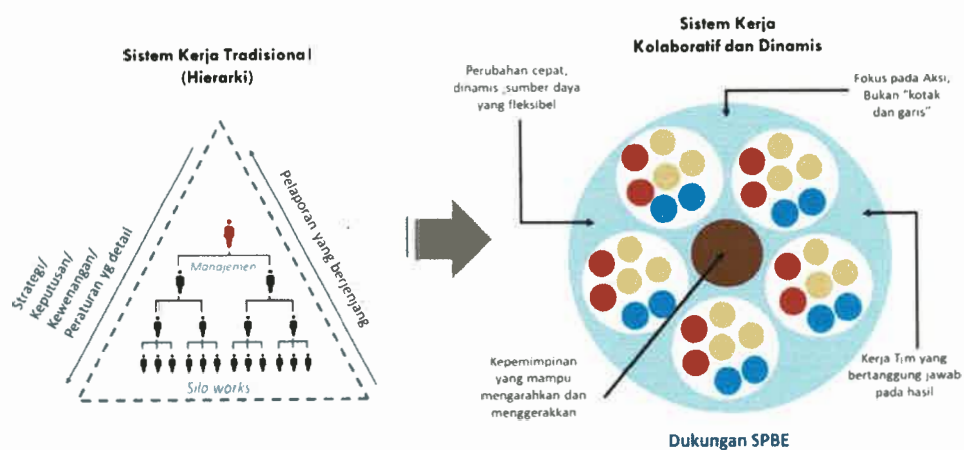 Sistem Kerja Tradisional
(Hierarki)
Strategi/
Keputusan/
Kewenangan/
Peraturan yg detail
Pelaporan yang berjenjang
Manajemen
Silo works
Sistem Kerja
Kolaboratif dan Dinamis
Perubahan cepat,
dinamis ,sumber daya
yang fleksibel
Fokus pada Aksi,
Bukan "kotak
dan garis"
Kepemimpinan
yang mampu
mengarahkan dan
menggerakkan
Kerja Tim yang
bertanggung jawab
pada hasil
Dukungan SPBE